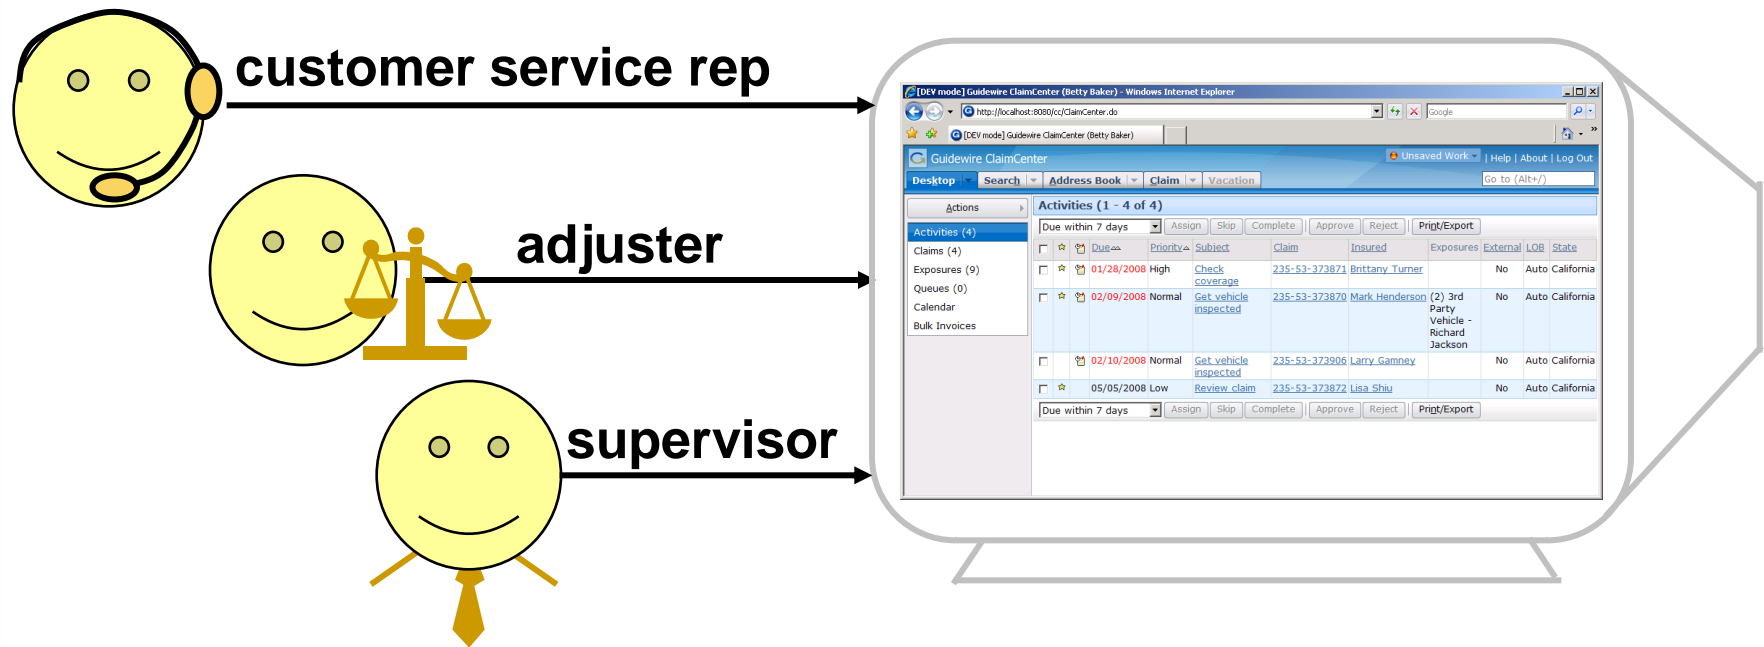 customer service rep
adjuster
supervisor
[DEV mode] Guidewire ClaimCenter (Betty Baker) - Windows Internet Explorer
http://localhost:8080/cc/ClaimCenter.do
Google
[DEV mode] Guidewire ClaimCenter (Betty Baker)
Guidewire ClaimCenter
Unsaved Work | Help | About | Log Out
Desktop Search Address Book Claim Vacation
Go to (Alt+/)
Actions
Activities (4)
Claims (4)
Exposures (9)
Queues (0)
Calendar
Bulk Invoices
Activities (1 - 4 of 4)
Due within 7 days Assign Skip Complete Approve Reject Print/Export
Due Priority Subject Claim Insured Exposures External LOB State
01/28/2008 High Check coverage 235-53-373871 Brittany Turner No Auto California
02/09/2008 Normal Get vehicle inspected 235-53-373870 Mark Henderson (2) 3rd Party Vehicle - Richard Jackson No Auto California
02/10/2008 Normal Get vehicle inspected 235-53-373906 Larry Gamney No Auto California
05/05/2008 Low Review claim 235-53-373872 Lisa Shiu No Auto California
Due within 7 days Assign Skip Complete Approve Reject Print/Export